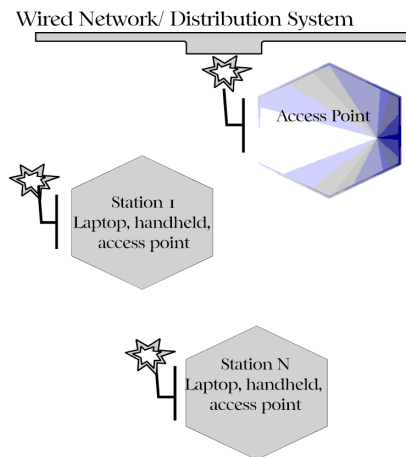 Wired Network/ Distribution System
Access Point
Station 1
Laptop, handheld,
access point
Station N
Laptop, handheld,
access point